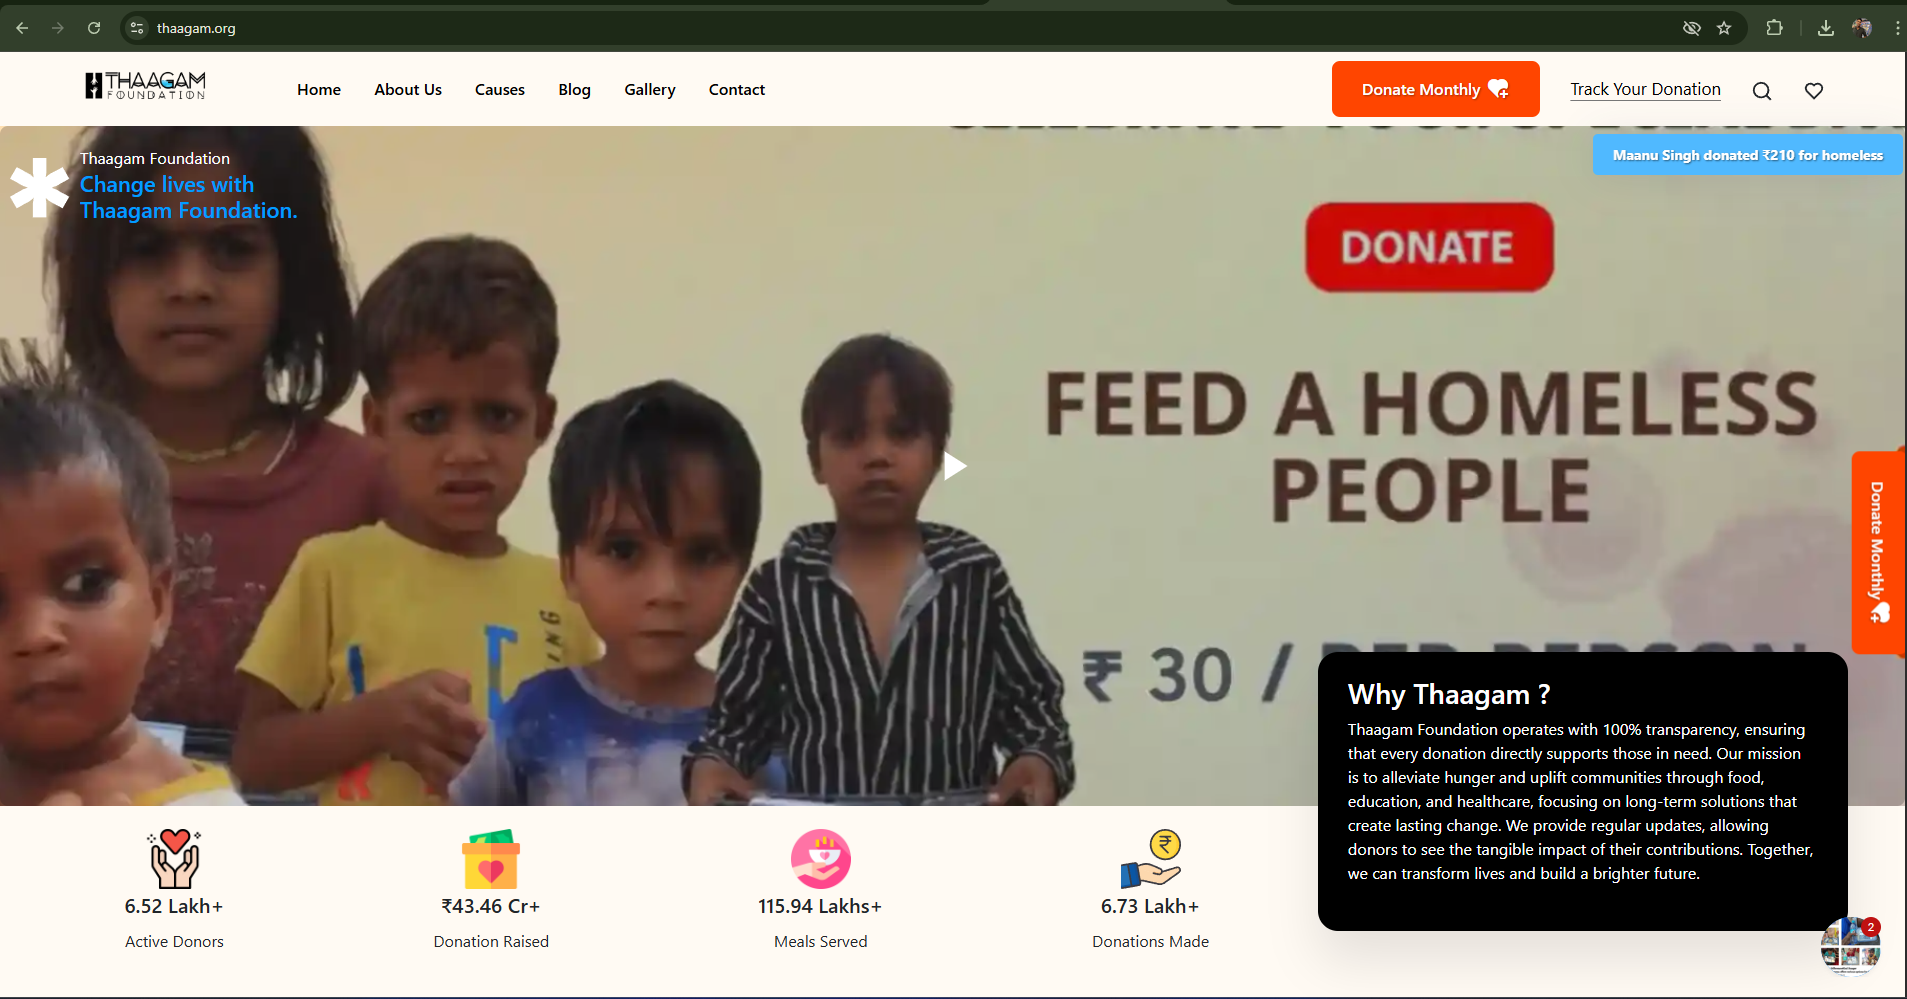 thaagam.org
THAAGAM
FOUNDATION
Home
About Us
Causes
Blog
Gallery
Contact
Donate Monthly
Track Your Donation
Thaagam Foundation
Change lives with
Thaagam Foundation.
Maanu Singh donated ₹210 for homeless
DONATE
FEED A HOMELESS
PEOPLE
₹ 30 / PER PERSON
ING
Donate Monthly
Why Thaagam ?
Thaagam Foundation operates with 100% transparency, ensuring
that every donation directly supports those in need. Our mission
is to alleviate hunger and uplift communities through food,
education, and healthcare, focusing on long-term solutions that
create lasting change. We provide regular updates, allowing
donors to see the tangible impact of their contributions. Together,
we can transform lives and build a brighter future.
6.52 Lakh+
Active Donors
₹43.46 Cr+
Donation Raised
115.94 Lakhs+
Meals Served
6.73 Lakh+
Donations Made
2